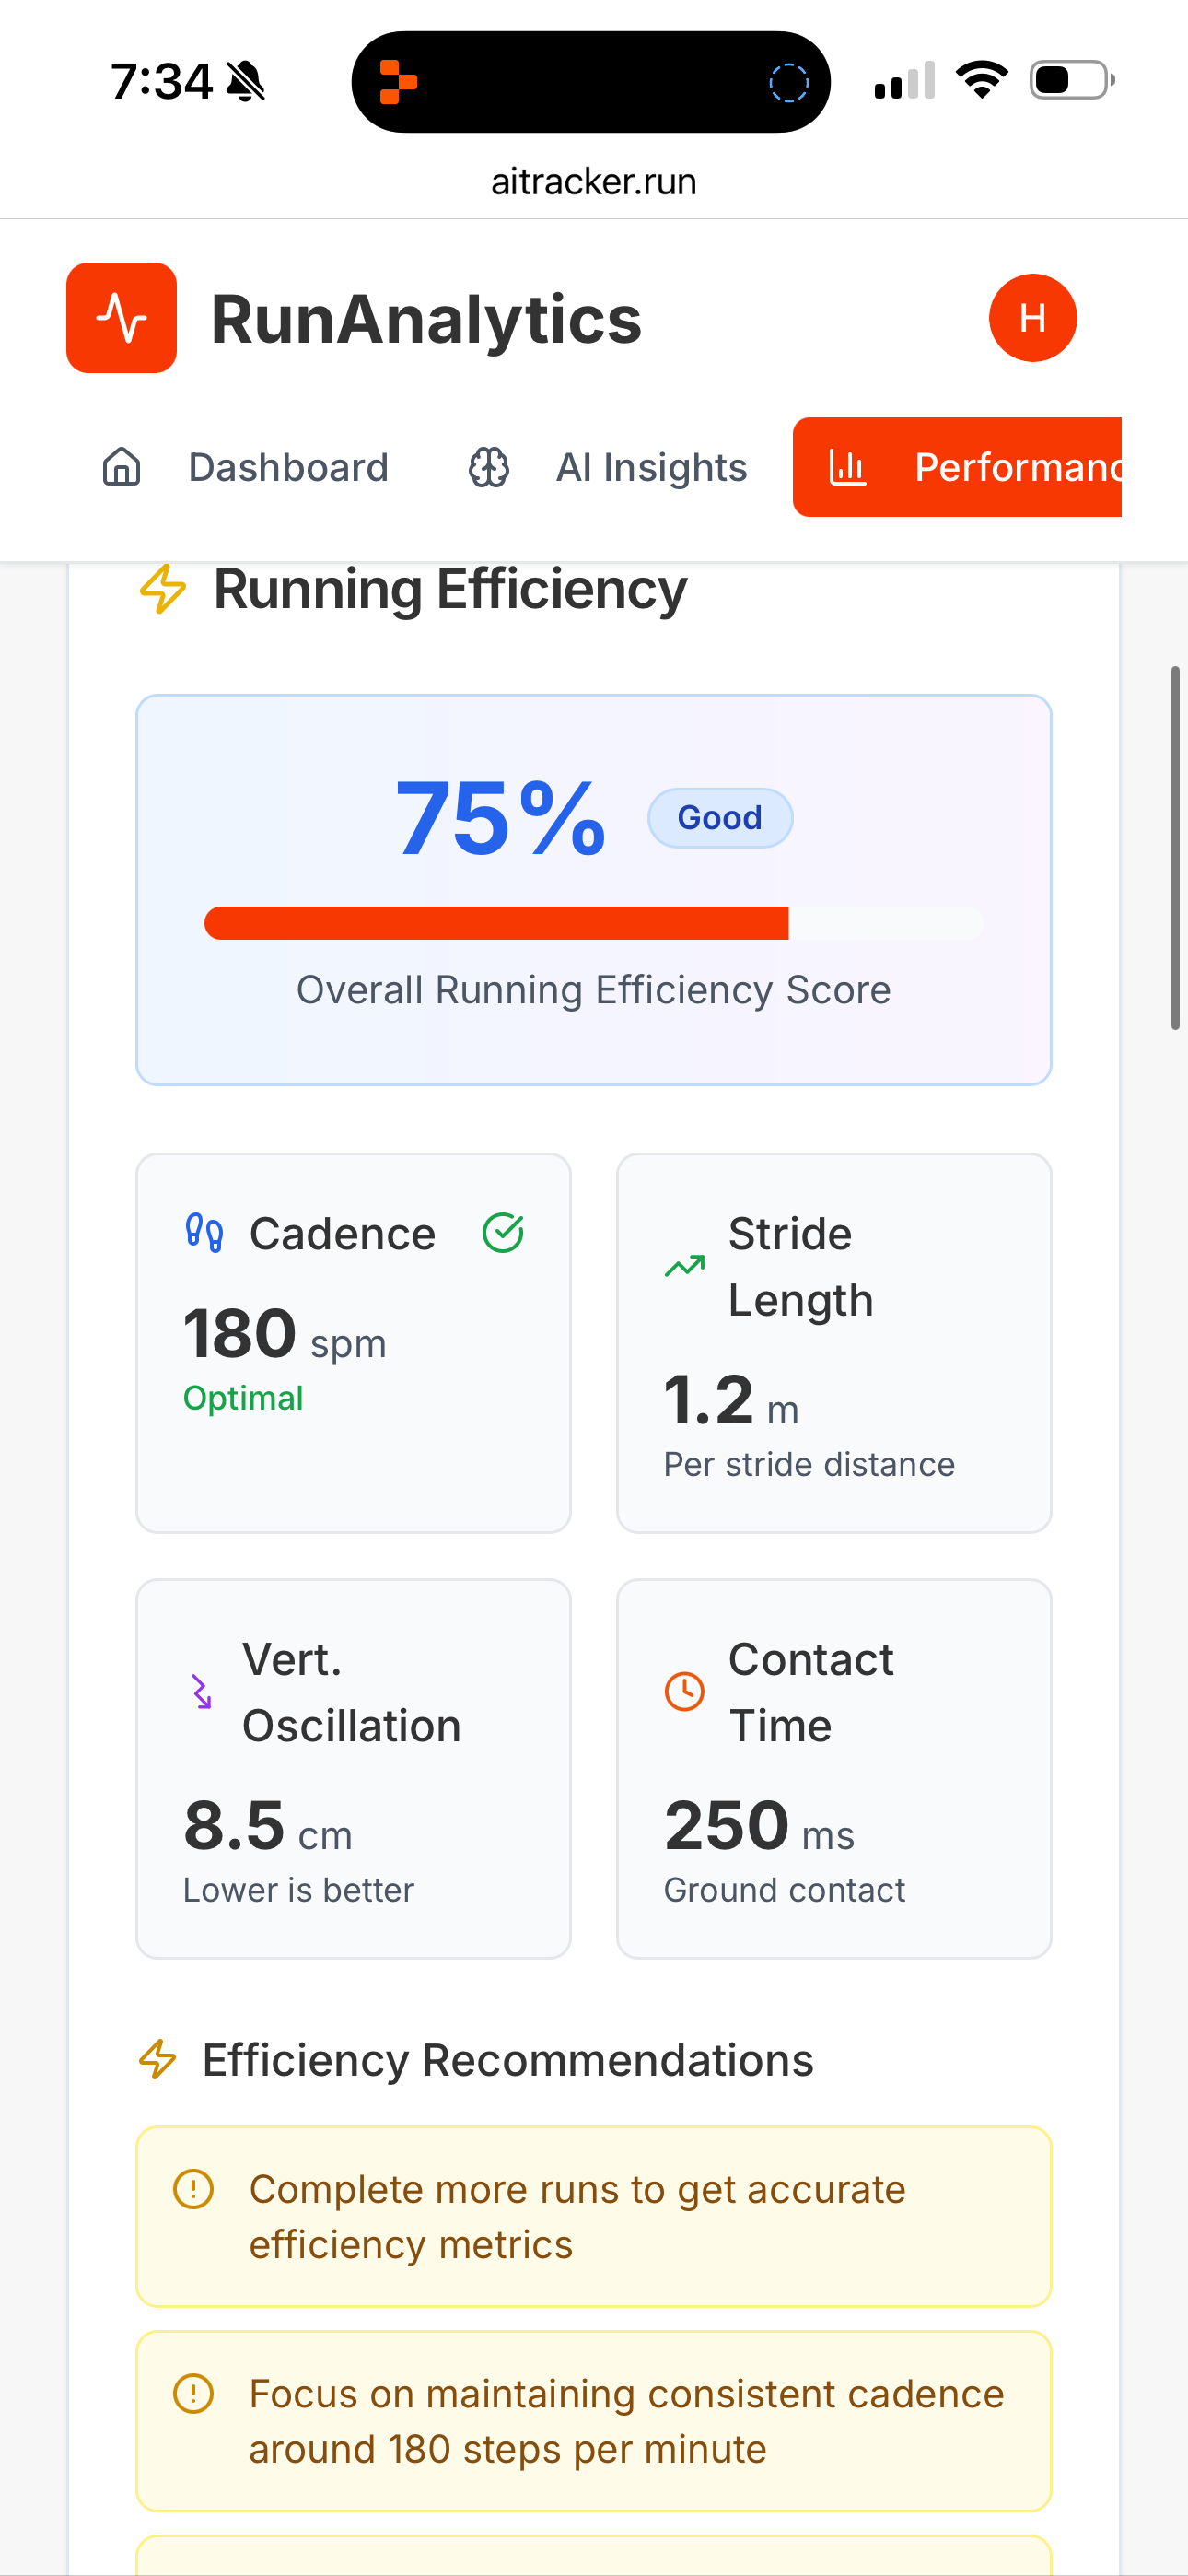 7:34
aitracker.run
RunAnalytics
H
Dashboard
AI Insights
Performanc
Running Efficiency
75%
Good
Overall Running Efficiency Score
Cadence
180 spm
Optimal
Stride
Length
1.2 m
Per stride distance
Vert.
Oscillation
8.5 cm
Lower is better
Contact
Time
250 ms
Ground contact
Efficiency Recommendations
Complete more runs to get accurate
efficiency metrics
Focus on maintaining consistent cadence
around 180 steps per minute